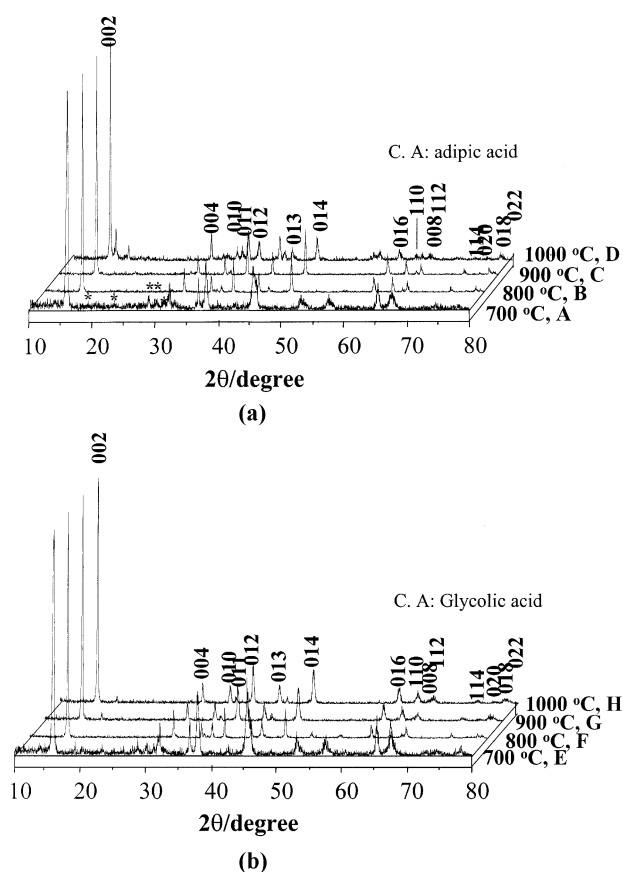 002
C. A: adipic acid
004
010
011
012
013
014
016
110
008
112
114
020
018
022
1000 °C, D
900 °C, C
800 °C, B
700 °C, A
* * ** *
10 20 30 40 50 60 70 80
2θ/degree
(a)
002
C. A: Glycolic acid
004
010
011
012
013
014
016
110
008
112
114
020
018
022
1000 °C, H
900 °C, G
800 °C, F
700 °C, E
10 20 30 40 50 60 70 80
2θ/degree
(b)